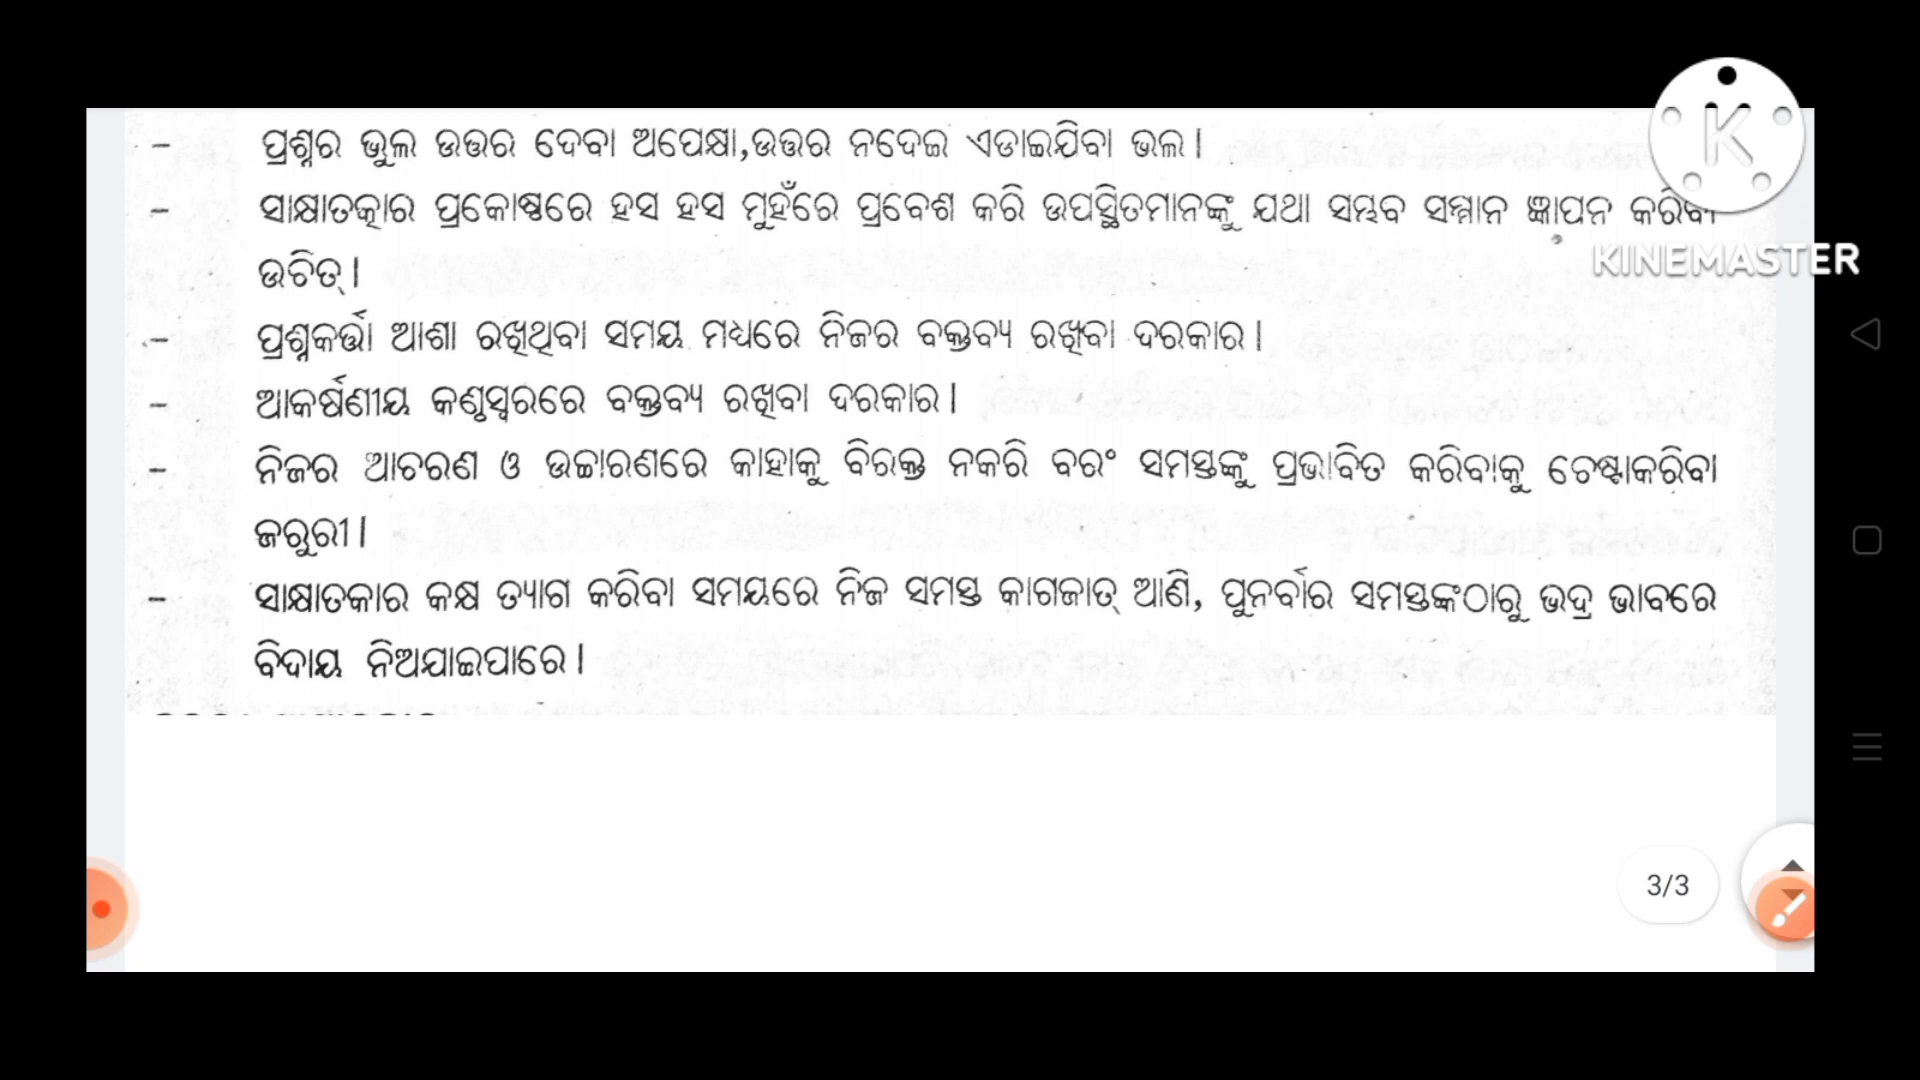 - ପ୍ରଶ୍ନର ଭୁଲ ଉତ୍ତର ଦେବା ଅପେକ୍ଷା,ଉତ୍ତର ନଦେଇ ଏଡାଇଯିବା ଭଲ।
- ସାକ୍ଷାତକାର ପ୍ରକୋଷ୍ଠରେ ହସ ହସ ମୁହଁରେ ପ୍ରବେଶ କରି ଉପସ୍ଥିତମାନଙ୍କୁ ଯଥା ସମ୍ଭବ ସମ୍ମାନ ଜ୍ଞାପନ କରିବା
ଉଚିତ୍।
- ପ୍ରଶ୍ନକର୍ତ୍ତା ଆଶା ରଖିଥିବା ସମୟ ମଧ୍ୟରେ ନିଜର ବକ୍ତବ୍ୟ ରଖିବା ଦରକାର।
- ଆକର୍ଷଣୀୟ କଣ୍ଠସ୍ୱରରେ ବକ୍ତବ୍ୟ ରଖିବା ଦରକାର।
- ନିଜର ଆଚରଣ ଓ ଉଚ୍ଚାରଣରେ କାହାକୁ ବିରକ୍ତ ନକରି ବରଂ ସମସ୍ତଙ୍କୁ ପ୍ରଭାବିତ କରିବାକୁ ଚେଷ୍ଟାକରିବା
ଜରୁରୀ।
- ସାକ୍ଷାତକାର କକ୍ଷ ତ୍ୟାଗ କରିବା ସମୟରେ ନିଜ ସମସ୍ତ କାଗଜାତ୍ ଆଣି, ପୁନର୍ବାର ସମସ୍ତଙ୍କଠାରୁ ଭଦ୍ର ଭାବରେ
ବିଦାୟ ନିଆଯାଇପାରେ।
K
KINEMASTER
3/3